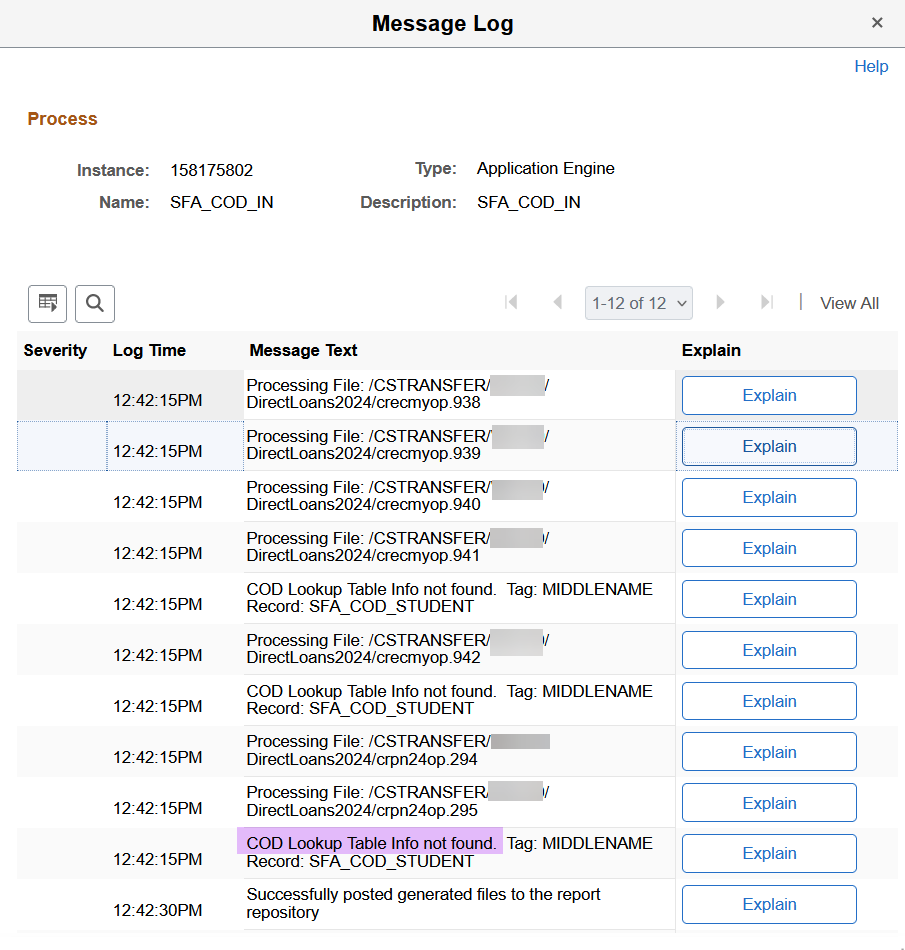 Message Log
×
Help
Process
Instance: 158175802
Type: Application Engine
Name: SFA_COD_IN
Description: SFA_COD_IN
1-12 of 12
| View All
Severity Log Time Message Text Explain
12:42:15PM
Processing File: /CSTRANSFER/ /
DirectLoans2024/crecmyop.938
Explain
12:42:15PM
Processing File: /CSTRANSFER/ /
DirectLoans2024/crecmyop.939
Explain
12:42:15PM
Processing File: /CSTRANSFER/ /
DirectLoans2024/crecmyop.940
Explain
12:42:15PM
Processing File: /CSTRANSFER/ /
DirectLoans2024/crecmyop.941
Explain
12:42:15PM
COD Lookup Table Info not found. Tag: MIDDLENAME
Record: SFA_COD_STUDENT
Explain
12:42:15PM
Processing File: /CSTRANSFER/ /
DirectLoans2024/crecmyop.942
Explain
12:42:15PM
COD Lookup Table Info not found. Tag: MIDDLENAME
Record: SFA_COD_STUDENT
Explain
12:42:15PM
Processing File: /CSTRANSFER/
DirectLoans2024/crpn24op.294
Explain
12:42:15PM
Processing File: /CSTRANSFER/ /
DirectLoans2024/crpn24op.295
Explain
12:42:15PM
COD Lookup Table Info not found. Tag: MIDDLENAME
Record: SFA_COD_STUDENT
Explain
12:42:30PM
Successfully posted generated files to the report
repository
Explain